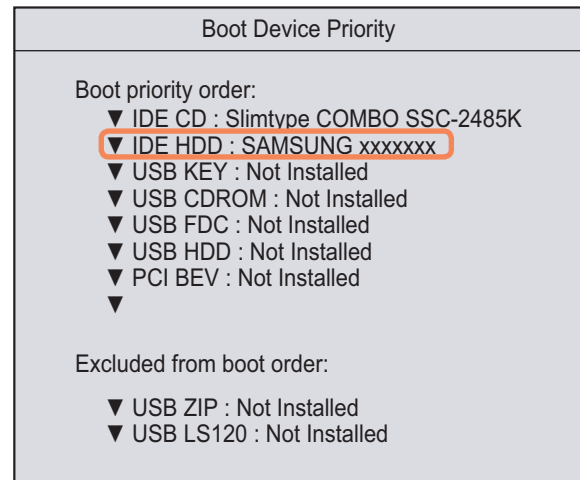 Boot Device Priority
Boot priority order:
▼ IDE CD : Slimtype COMBO SSC-2485K
▼ IDE HDD : SAMSUNG xxxxxxx
▼ USB KEY : Not Installed
▼ USB CDROM : Not Installed
▼ USB FDC : Not Installed
▼ USB HDD : Not Installed
▼ PCI BEV : Not Installed
▼
Excluded from boot order:
▼ USB ZIP : Not Installed
▼ USB LS120 : Not Installed